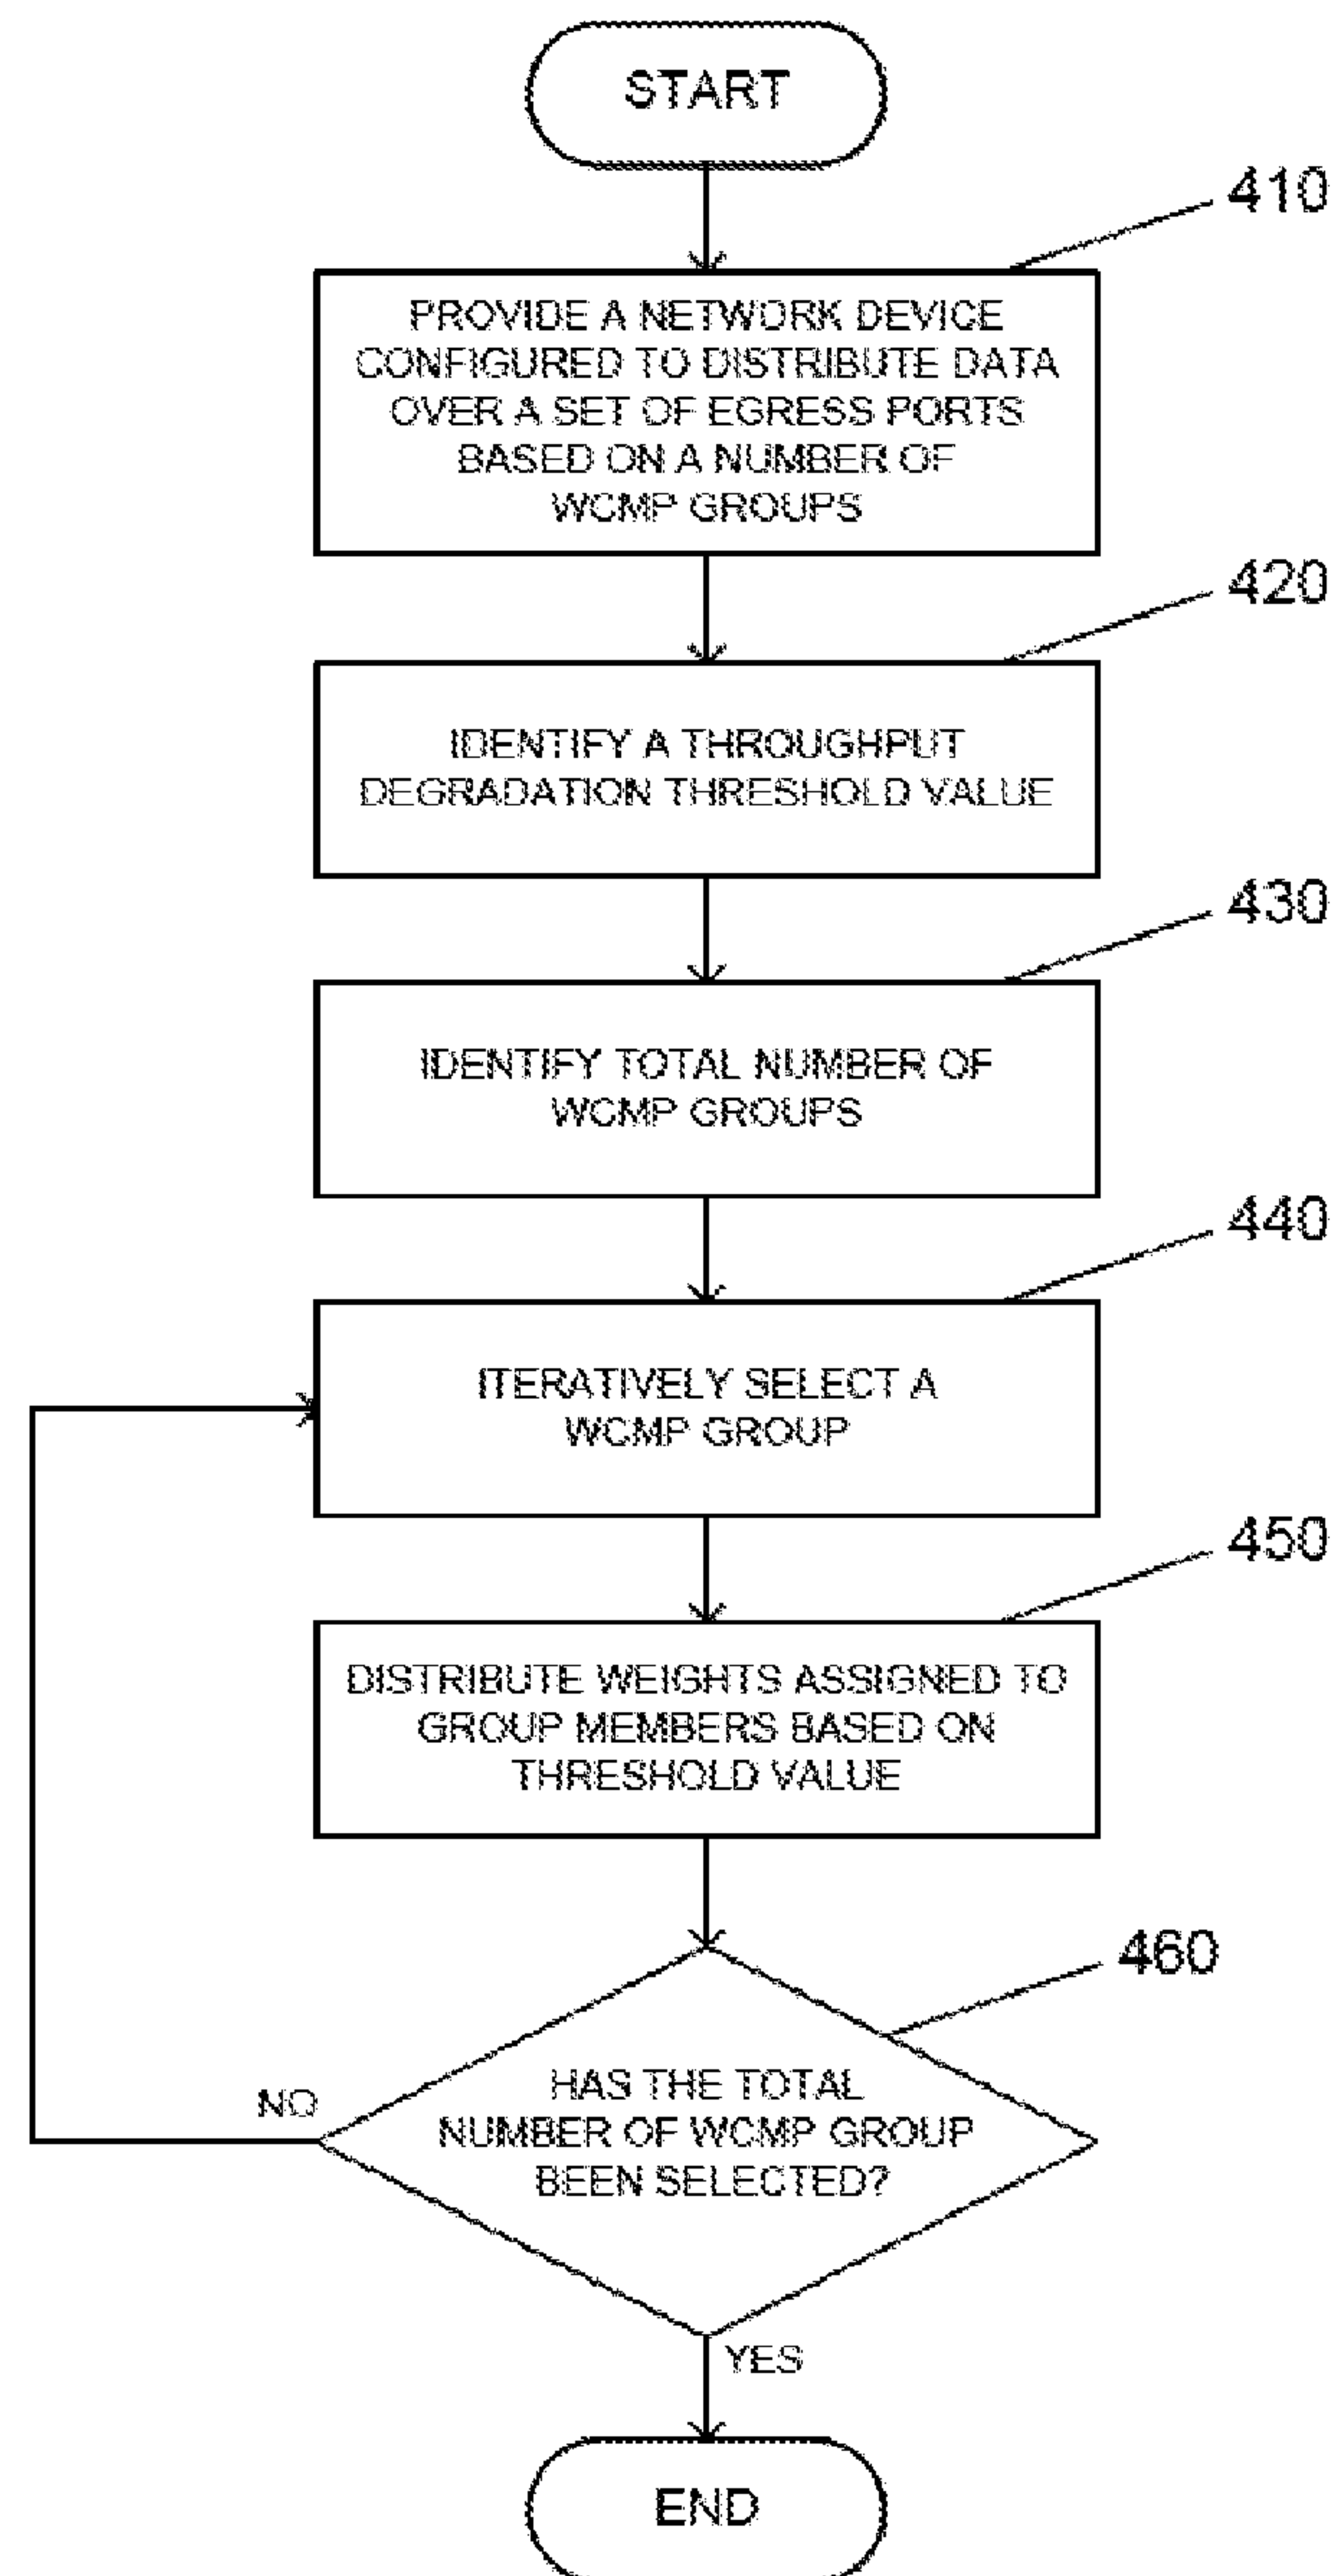 START
410
PROVIDE A NETWORK DEVICE
CONFIGURED TO DISTRIBUTE DATA
OVER A SET OF EGRESS PORTS
BASED ON A NUMBER OF
WCMP GROUPS
420
IDENTIFY A THROUGHPUT
DEGRADATION THRESHOLD VALUE
430
IDENTIFY TOTAL NUMBER OF
WCMP GROUPS
440
ITERATIVELY SELECT A
WCMP GROUP
450
DISTRIBUTE WEIGHTS ASSIGNED TO
GROUP MEMBERS BASED ON
THRESHOLD VALUE
460
HAS THE TOTAL
NUMBER OF WCMP GROUP
BEEN SELECTED?
NO
YES
END